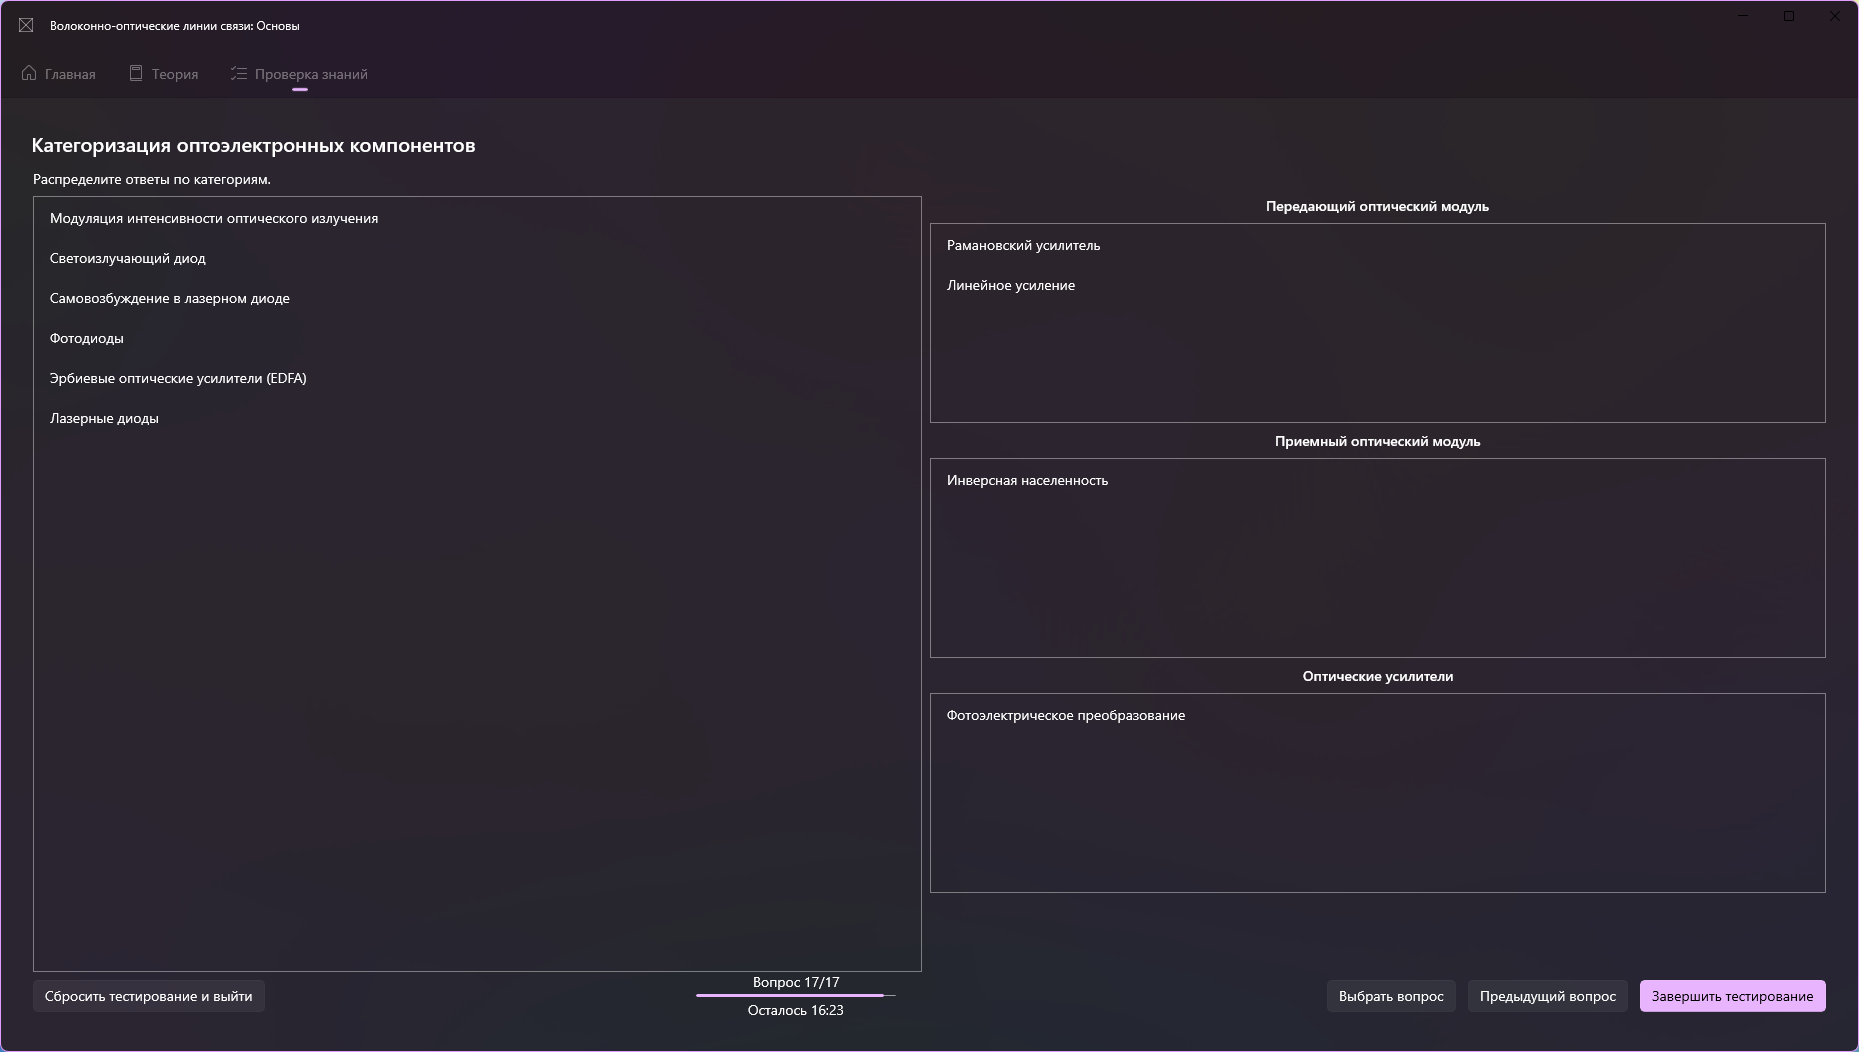 Волоконно-оптические линии связи: Основы
Главная
Теория
Проверка знаний
Категоризация оптоэлектронных компонентов
Распределите ответы по категориям.
Модуляция интенсивности оптического излучения
Светоизлучающий диод
Самовозбуждение в лазерном диоде
Фотодиоды
Эрбиевые оптические усилители (EDFA)
Лазерные диоды
Передающий оптический модуль
Рамановский усилитель
Линейное усиление
Приемный оптический модуль
Инверсная населенность
Оптические усилители
Фотоэлектрическое преобразование
Сбросить тестирование и выйти
Вопрос 17/17
Осталось 16:23
Выбрать вопрос
Предыдущий вопрос
Завершить тестирование